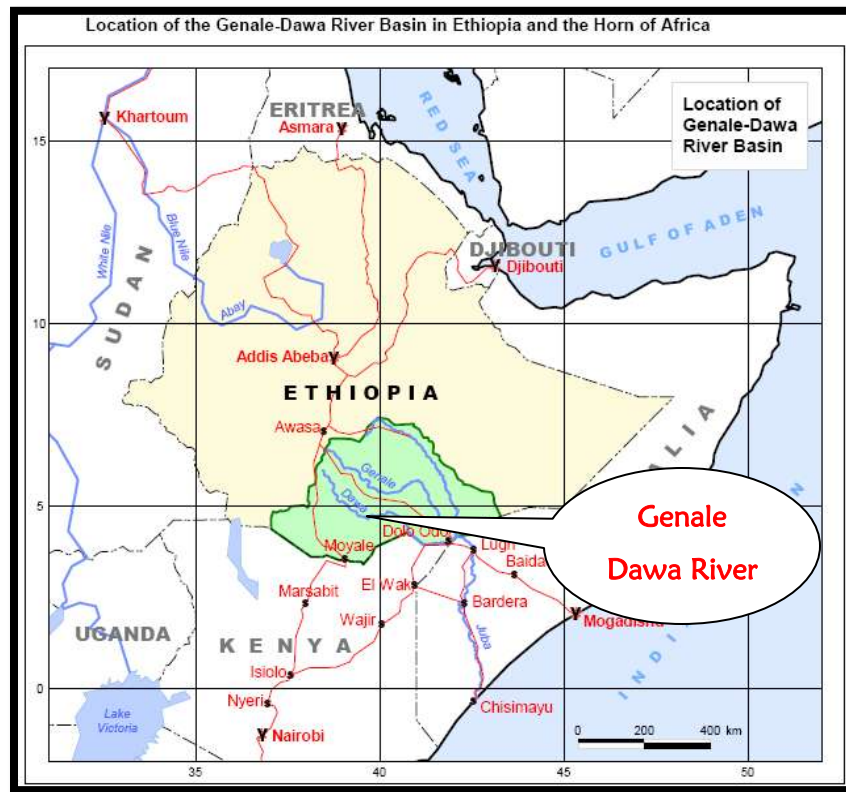 Location of the Genale-Dawa River Basin in Ethiopia and the Horn of Africa
Location of
Genale-Dawa
River Basin
Khartoum
ERITREA
Asmara
RED SEA
15
White Nile
Blue Nile
SUDAN
DJIBOUTI
Djibouti
GULF OF ADEN
Abay
10
Addis Abeba
ETHIOPIA
Awasa
ALIA
Genale
Dawa
5
Genale
Dawa River
Dolo Odo
Lugh
Moyale
Baida
El Wak
Marsabit
Bardera
Wajir
Mogadishu
UGANDA
KENYA
Juba
INDI
N
Isiolo
0
Nyeri
Chisimayu
Lake
Victoria
Nairobi
0 200 400 km
35 40 45 50